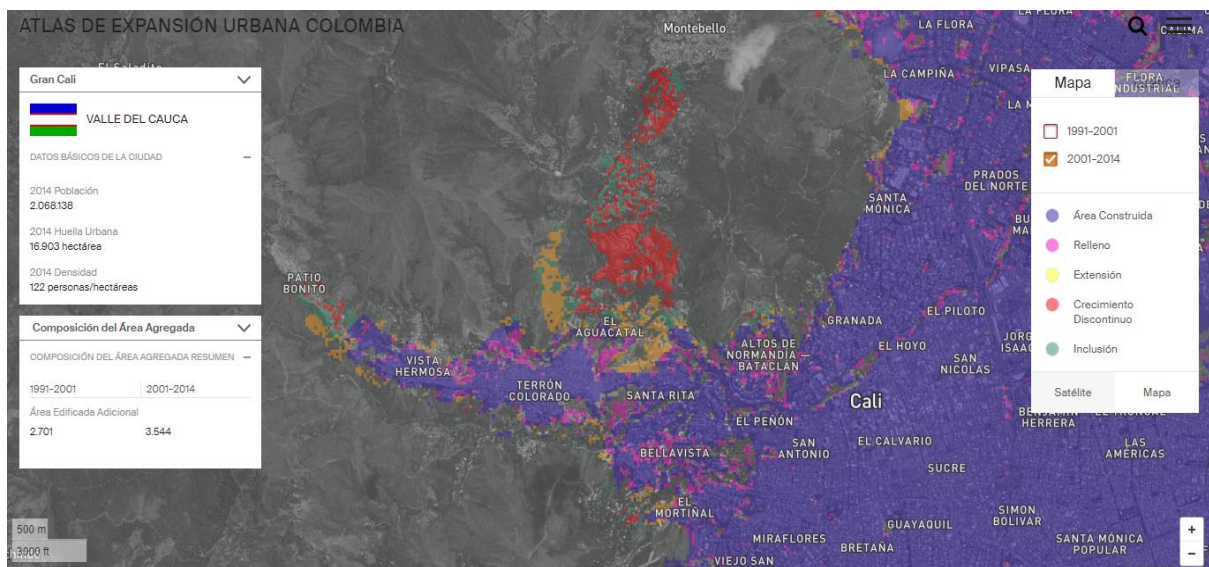 ATLAS DE EXPANSIÓN URBANA COLOMBIA
Gran Cali
VALLE DEL CAUCA
DATOS BÁSICOS DE LA CIUDAD
2014 Población
2.068.138
2014 Huella Urbana
16.903 hectárea
2014 Densidad
122 personas/hectáreas
Composición del Área Agregada
COMPOSICIÓN DEL ÁREA AGREGADA RESUMEN
1991-2001 2001-2014
Área Edificada Adicional
2.701 3.544
500 m
3000 ft
Montebello
LA FLORA
LA CAMPIÑA
VIPASA
FLORA
INDUSTRIAL
PRADOS
DEL NORTE
SANTA
MÓNICA
PATIO
BONITO
EL
AGUACATAL
VISTA
HERMOSA
TERRÓN
COLORADO
SANTA RITA
ALTOS DE
NORMANDÍA —
BATACLÁN
GRANADA
EL PILOTO
EL HOYO
SAN
NICOLAS
Cali
EL PEÑÓN
BELLAVISTA
SAN
ANTONIO
EL CALVARIO
SUCRE
HERRERA
LAS
AMÉRICAS
EL
MORTIÑAL
MIRAFLORES
BRETAÑA
GUAYAQUIL
SIMON
BOLIVAR
SANTA MÓNICA
POPULAR
VIEJO SAN
Mapa
1991-2001
2001-2014
Área Construida
Relleno
Extensión
Crecimiento
Discontinuo
Inclusión
Satélite Mapa
+
−